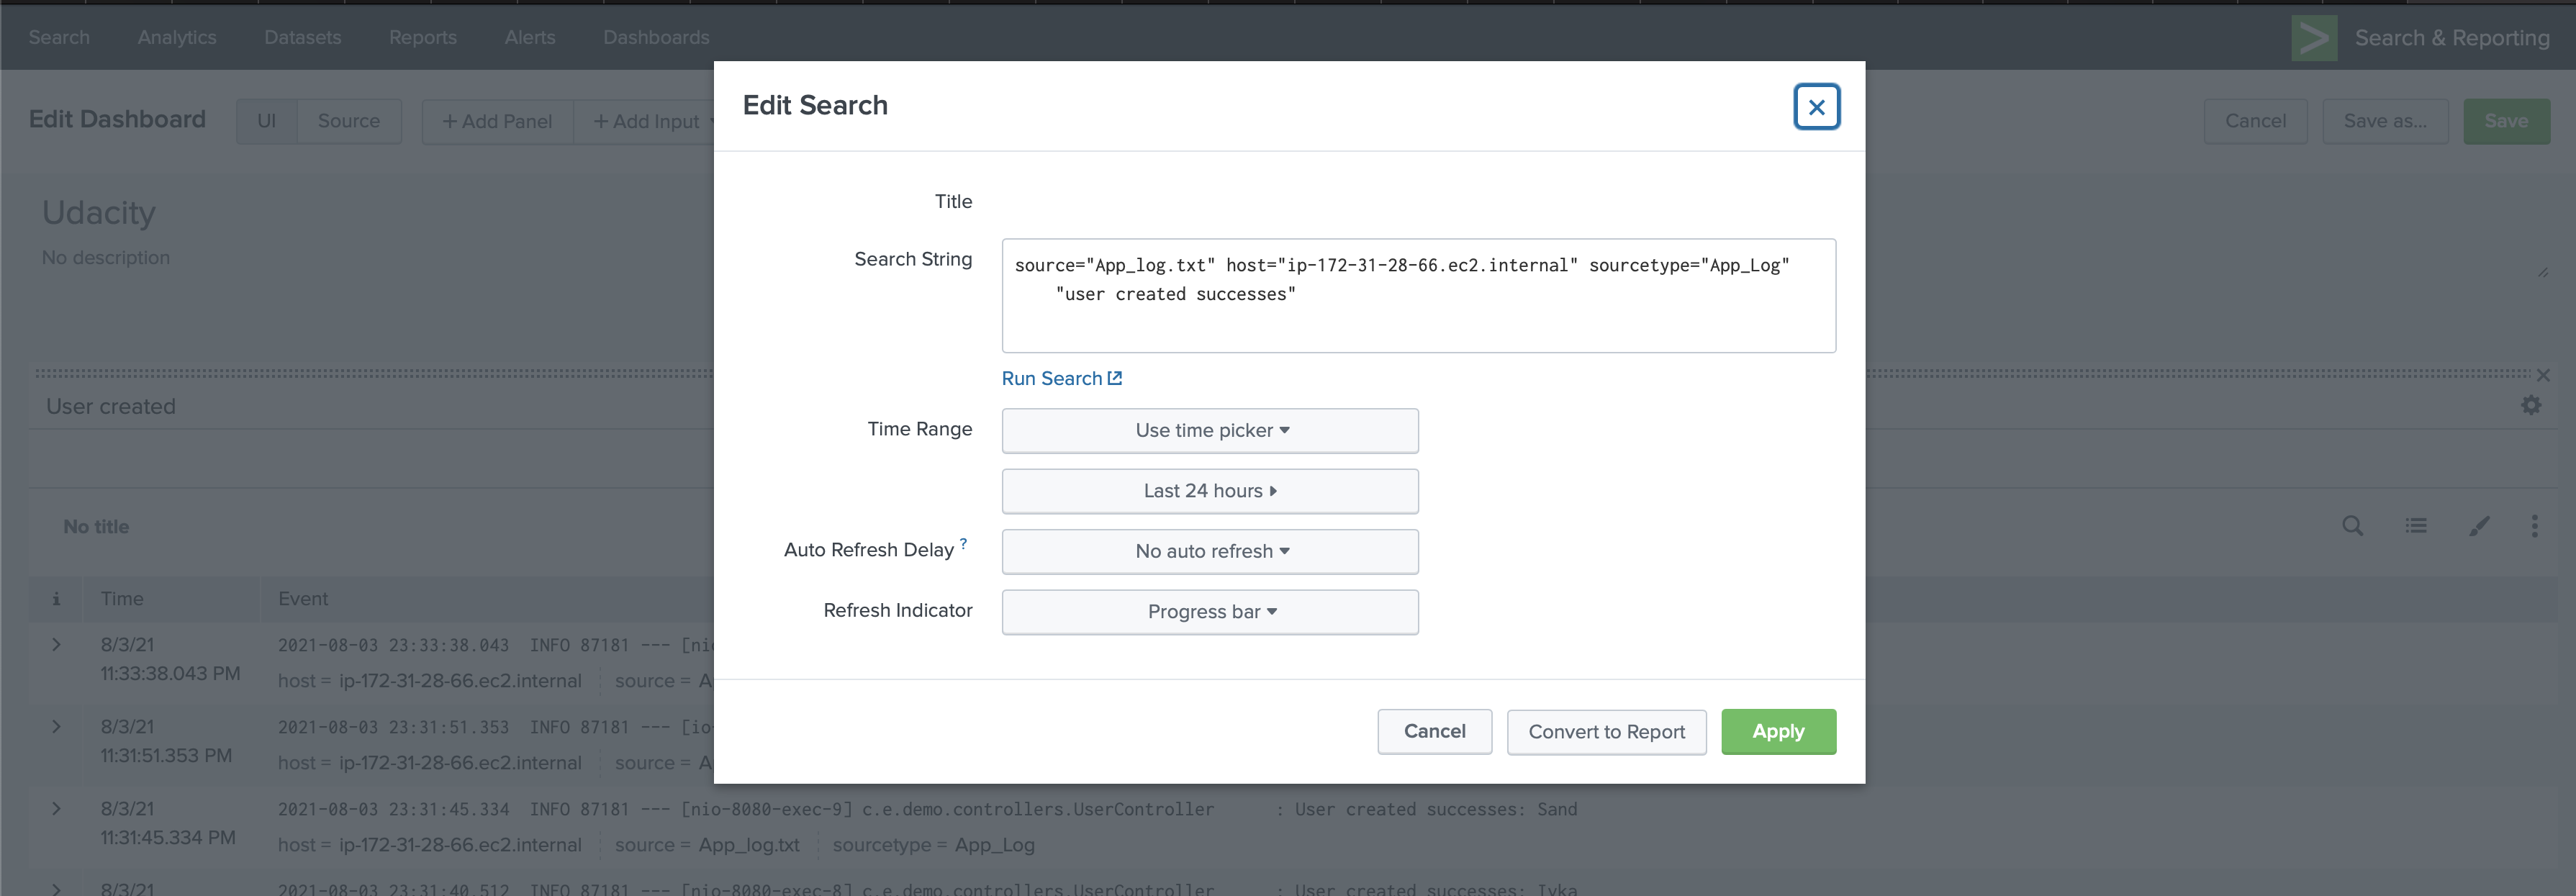 Search Analytics Datasets Reports Alerts Dashboards Search & Reporting
Edit Dashboard UI Source + Add Panel + Add Input Cancel Save as... Save
Udacity
No description
User created
No title
i Time Event
8/3/21 2021-08-03 23:33:38.043 INFO 87181 --- [ni
11:33:38.043 PM host = ip-172-31-28-66.ec2.internal source = A
8/3/21 2021-08-03 23:31:51.353 INFO 87181 --- [io
11:31:51.353 PM host = ip-172-31-28-66.ec2.internal source = A
8/3/21 2021-08-03 23:31:45.334 INFO 87181 --- [nio-8080-exec-9] c.e.demo.controllers.UserController : User created successes: Sand
11:31:45.334 PM host = ip-172-31-28-66.ec2.internal source = App_log.txt sourcetype = App_Log
8/3/21 2021-08-03 23:31:40.512 INFO 87181 --- [nio-8080-exec-8] c.e.demo.controllers.UserController : User created successes: Ivka
Edit Search
Title
Search String
source="App_log.txt" host="ip-172-31-28-66.ec2.internal" sourcetype="App_Log"
"user created successes"
Run Search
Time Range Use time picker
Last 24 hours
Auto Refresh Delay ? No auto refresh
Refresh Indicator Progress bar
Cancel Convert to Report Apply